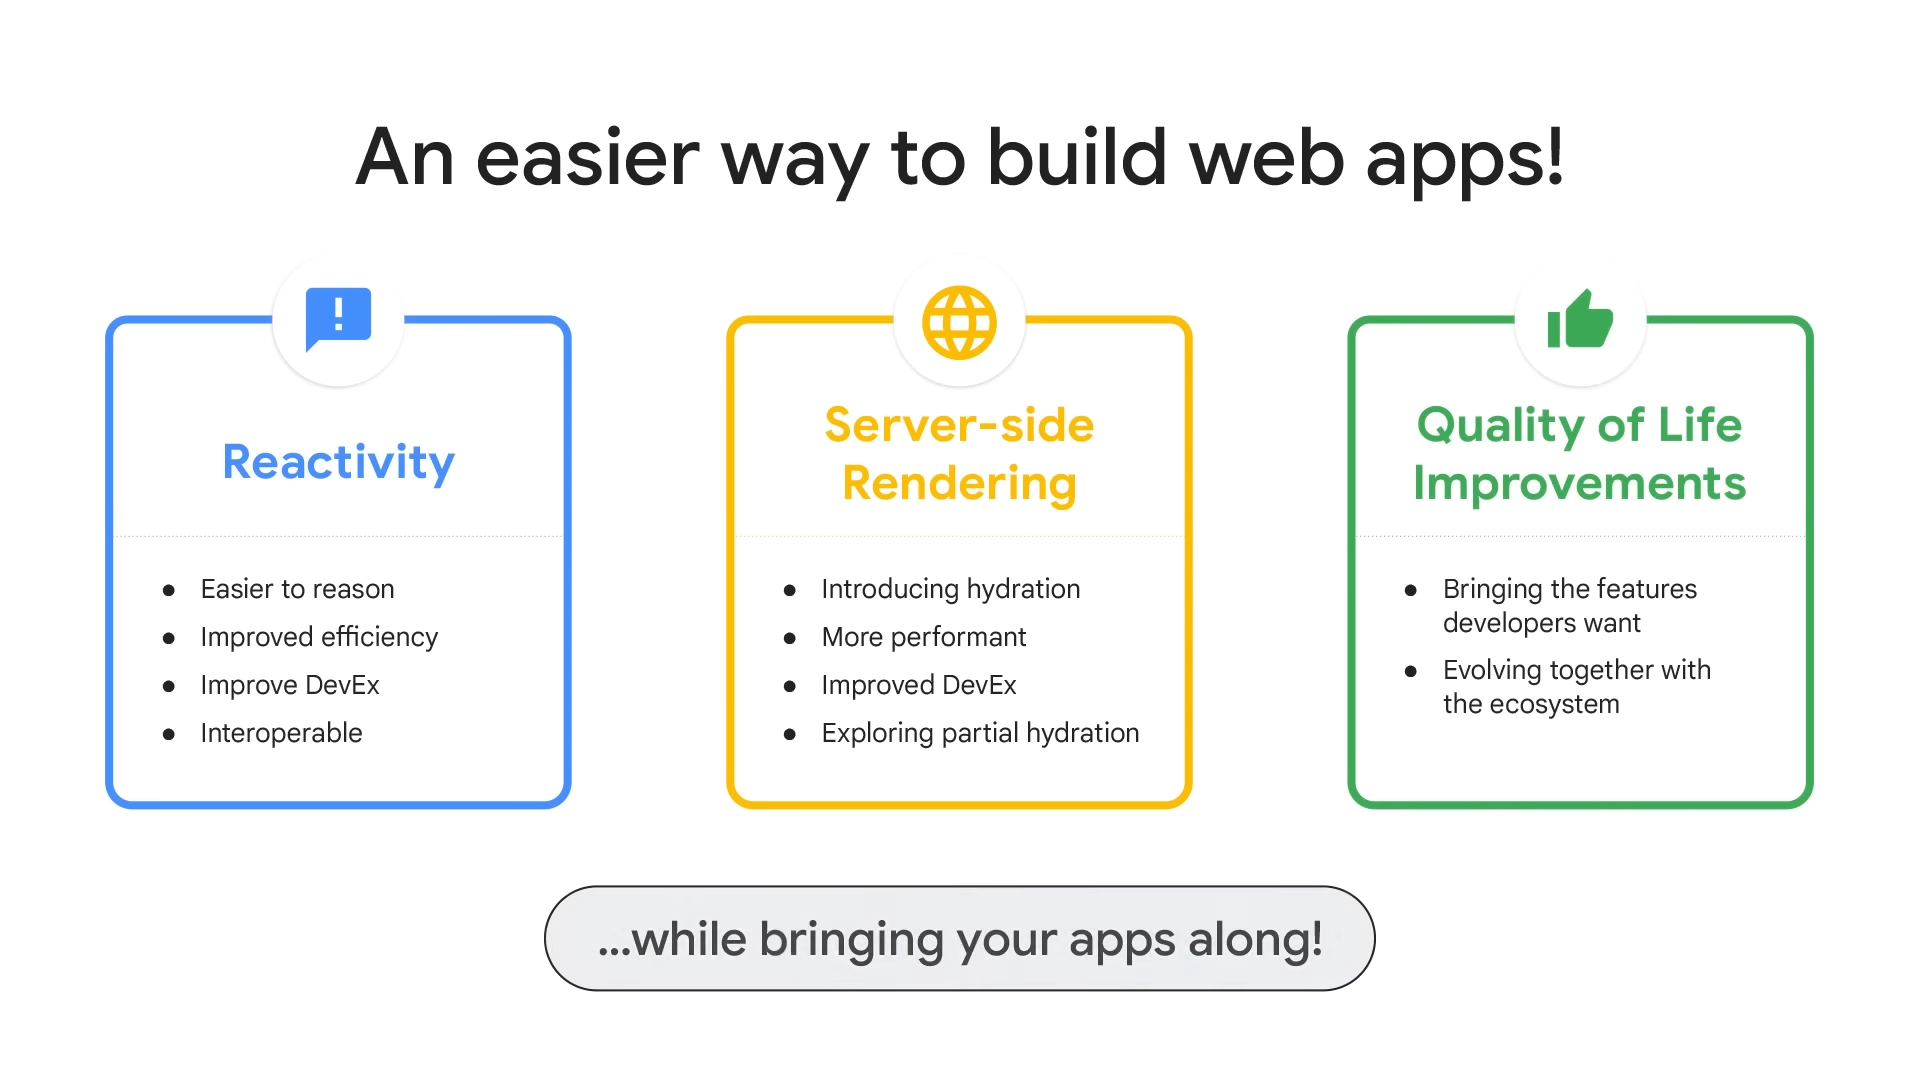 An easier way to build web apps!
Reactivity
● Easier to reason
● Improved efficiency
● Improve DevEx
● Interoperable
Server-side
Rendering
● Introducing hydration
● More performant
● Improved DevEx
● Exploring partial hydration
Quality of Life
Improvements
● Bringing the features
developers want
● Evolving together with
the ecosystem
...while bringing your apps along!